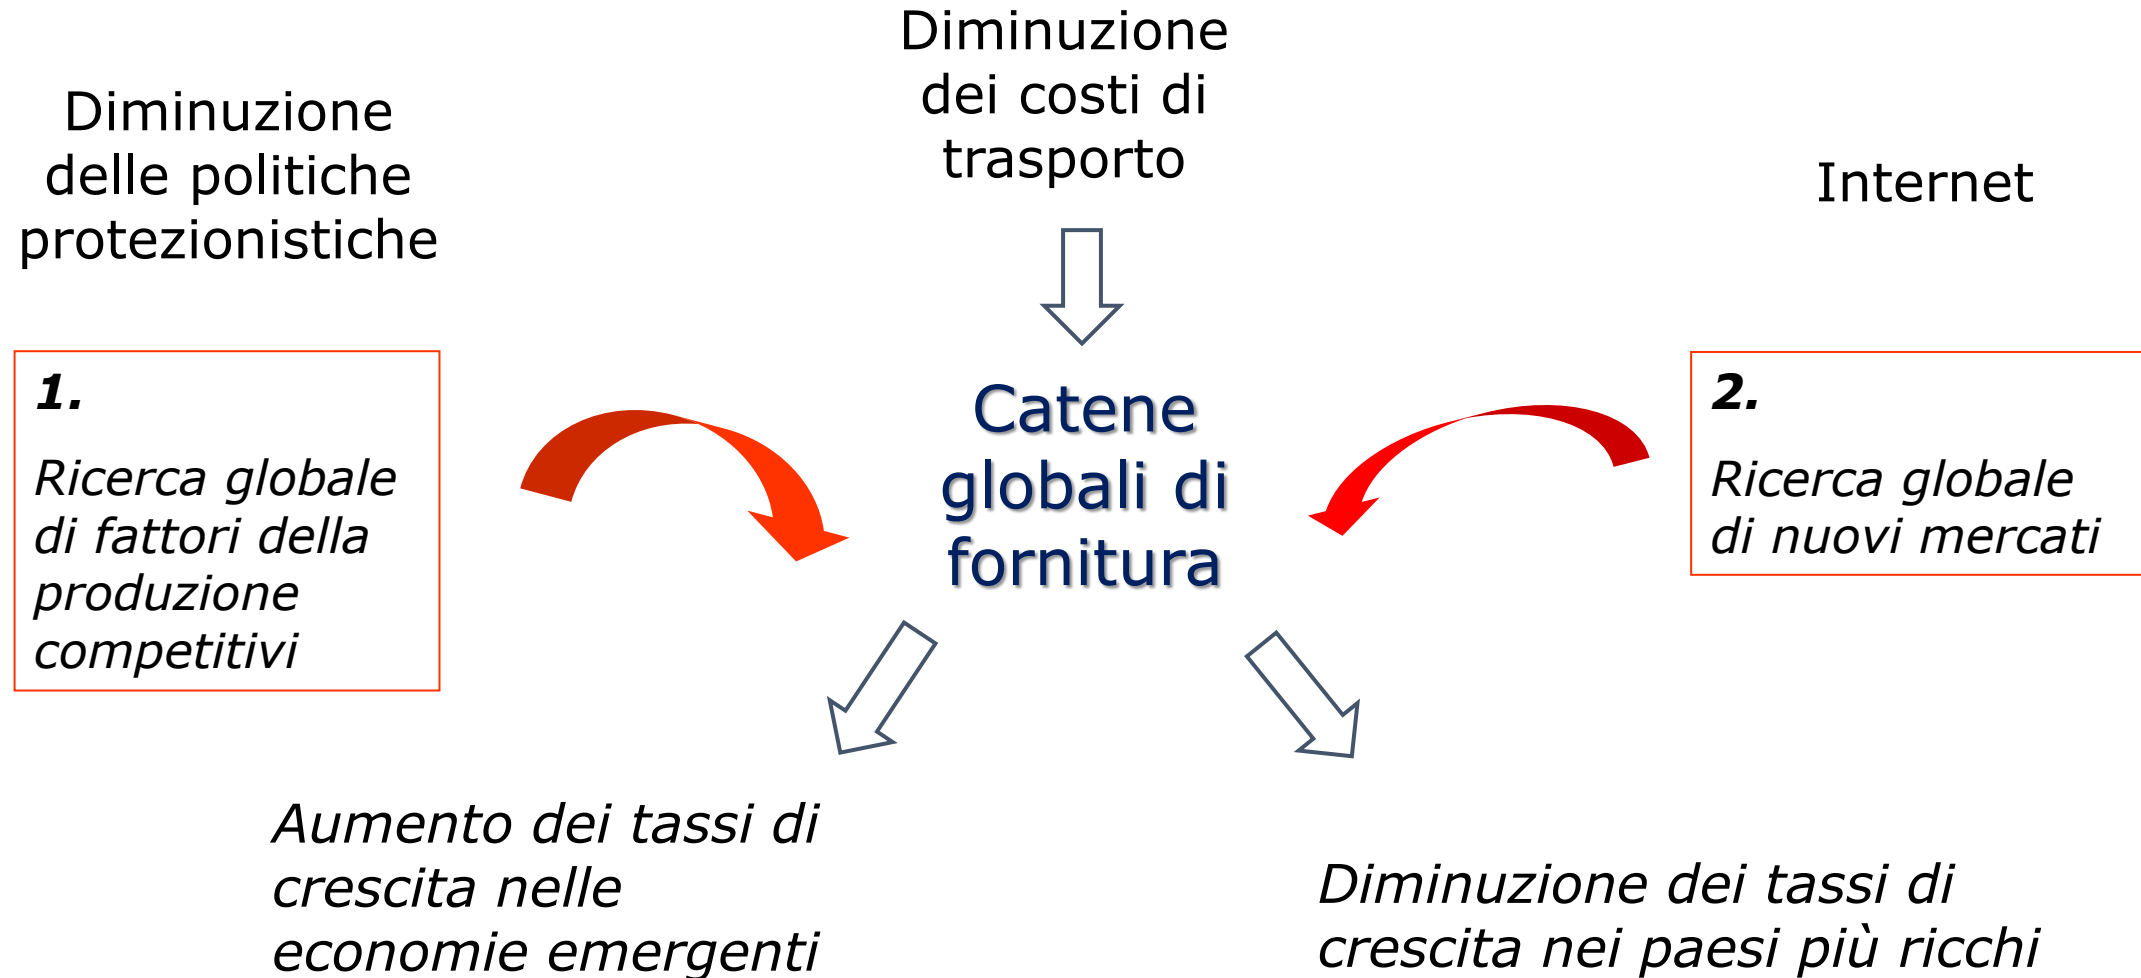 Diminuzione
delle politiche
protezionistiche
Diminuzione
dei costi di
trasporto
Internet
1.
Ricerca globale
di fattori della
produzione
competitivi
Catene
globali di
fornitura
2.
Ricerca globale
di nuovi mercati
Aumento dei tassi di
crescita nelle
economie emergenti
Diminuzione dei tassi di
crescita nei paesi più ricchi